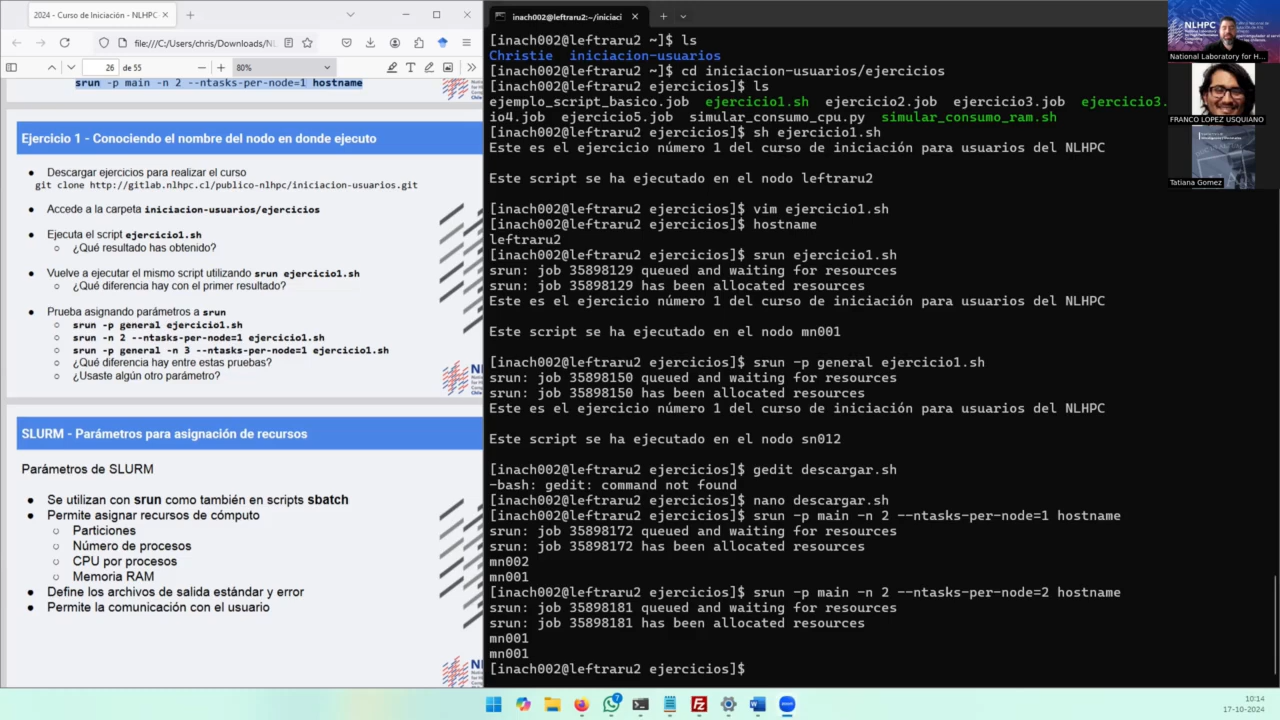 2024 - Curso de Iniciación - NLHPC
file:///C:/Users/chris/Downloads/NL
26 de 55
80%
srun -p main -n 2 --ntasks-per-node=1 hostname
Ejercicio 1 - Conociendo el nombre del nodo en donde ejecuto
Descargar ejercicios para realizar el curso
git clone http://gitlab.nlhpc.cl/publico-nlhpc/iniciacion-usuarios.git
Accede a la carpeta iniciacion-usuarios/ejercicios
Ejecuta el script ejercicio1.sh
¿Qué resultado has obtenido?
Vuelve a ejecutar el mismo script utilizando srun ejercicio1.sh
¿Qué diferencia hay con el primer resultado?
Prueba asignando parámetros a srun
srun -p general ejercicio1.sh
srun -n 2 --ntasks-per-node=1 ejercicio1.sh
srun -p general -n 3 --ntasks-per-node=1 ejercicio1.sh
¿Qué diferencia hay entre estas pruebas?
¿Usaste algún otro parámetro?
SLURM - Parámetros para asignación de recursos
Parámetros de SLURM
Se utilizan con srun como también en scripts sbatch
Permite asignar recursos de cómputo
Particiones
Número de procesos
CPU por procesos
Memoria RAM
Define los archivos de salida estándar y error
Permite la comunicación con el usuario
inach002@leftraru2:~/iniciaci
[inach002@leftraru2 ~]$ ls
Christie  iniciacion-usuarios
[inach002@leftraru2 ~]$ cd iniciacion-usuarios/ejercicios
[inach002@leftraru2 ejercicios]$ ls
ejemplo_script_basico.job  ejercicio1.sh  ejercicio2.job  ejercicio3.job  ejercicio3.
io4.job  ejercicio5.job  simular_consumo_cpu.py  simular_consumo_ram.sh
[inach002@leftraru2 ejercicios]$ sh ejercicio1.sh
Este es el ejercicio número 1 del curso de iniciación para usuarios del NLHPC
Este script se ha ejecutado en el nodo leftraru2
[inach002@leftraru2 ejercicios]$ vim ejercicio1.sh
[inach002@leftraru2 ejercicios]$ hostname
leftraru2
[inach002@leftraru2 ejercicios]$ srun ejercicio1.sh
srun: job 35898129 queued and waiting for resources
srun: job 35898129 has been allocated resources
Este es el ejercicio número 1 del curso de iniciación para usuarios del NLHPC
Este script se ha ejecutado en el nodo mn001
[inach002@leftraru2 ejercicios]$ srun -p general ejercicio1.sh
srun: job 35898150 queued and waiting for resources
srun: job 35898150 has been allocated resources
Este es el ejercicio número 1 del curso de iniciación para usuarios del NLHPC
Este script se ha ejecutado en el nodo sn012
[inach002@leftraru2 ejercicios]$ gedit descargar.sh
-bash: gedit: command not found
[inach002@leftraru2 ejercicios]$ nano descargar.sh
[inach002@leftraru2 ejercicios]$ srun -p main -n 2 --ntasks-per-node=1 hostname
srun: job 35898172 queued and waiting for resources
srun: job 35898172 has been allocated resources
mn002
mn001
[inach002@leftraru2 ejercicios]$ srun -p main -n 2 --ntasks-per-node=2 hostname
srun: job 35898181 queued and waiting for resources
srun: job 35898181 has been allocated resources
mn001
mn001
[inach002@leftraru2 ejercicios]$
NLHPC
National Laboratory for H...
FRANCO LOPEZ USQUIANO
Tatiana Gomez
7
zoom
10:14
17-10-2024